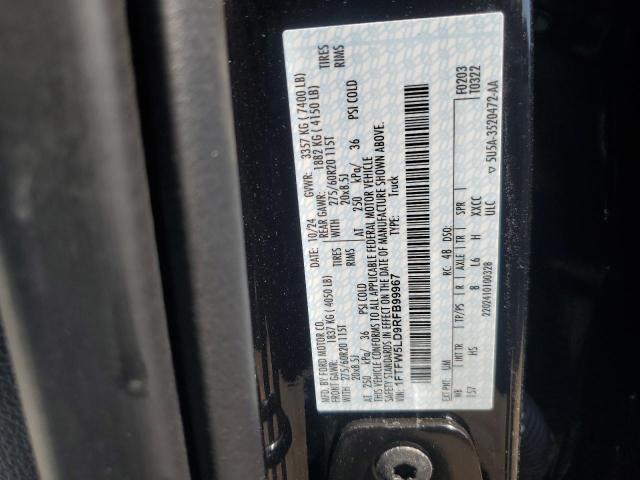 MFD. BY FORD MOTOR CO.
DATE: 10/24 GVWR: 3357 KG ( 7400 LB)
FRONT GAWR: 1837 KG ( 4050 LB) REAR GAWR: 1882 KG ( 4150 LB)
WITH 275/60R20 115T TIRES WITH 275/60R20 115T TIRES
20x8.5J RIMS 20x8.5J RIMS
AT 250 kPa/ 36 PSI COLD AT 250 kPa/ 36 PSI COLD
THIS VEHICLE CONFORMS TO ALL APPLICABLE FEDERAL MOTOR VEHICLE
SAFETY STANDARDS IN EFFECT ON THE DATE OF MANUFACTURE SHOWN ABOVE.
VIN: 1FTFW5LD9RFB99967 TYPE: Truck
F0203
T0322
EXT PNT: UM RC: 48 DSO:
WB INT TR TP/PS R AXLE TR SPR
157 HS 8 L6 H XXCC
2202410100328 ULC ▽ 5U5A-3520472-AA